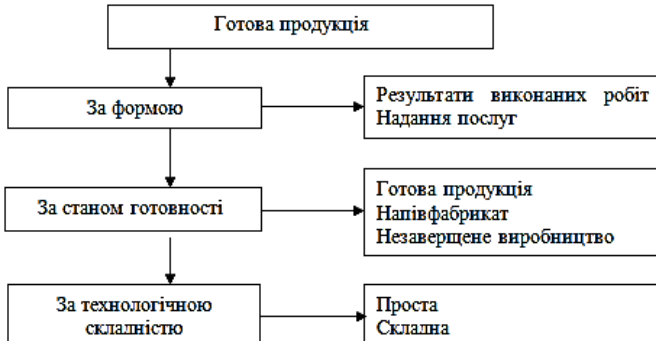 Готова продукція
За формою
Результати виконаних робіт
Надання послуг
За станом готовності
Готова продукція
Напівфабрикат
Незаверщене виробництво
За технологічною
складністю
Проста
Складна